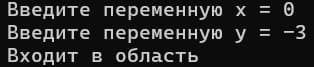 Введите переменную x = 0
Введите переменную y = -3
Входит в область